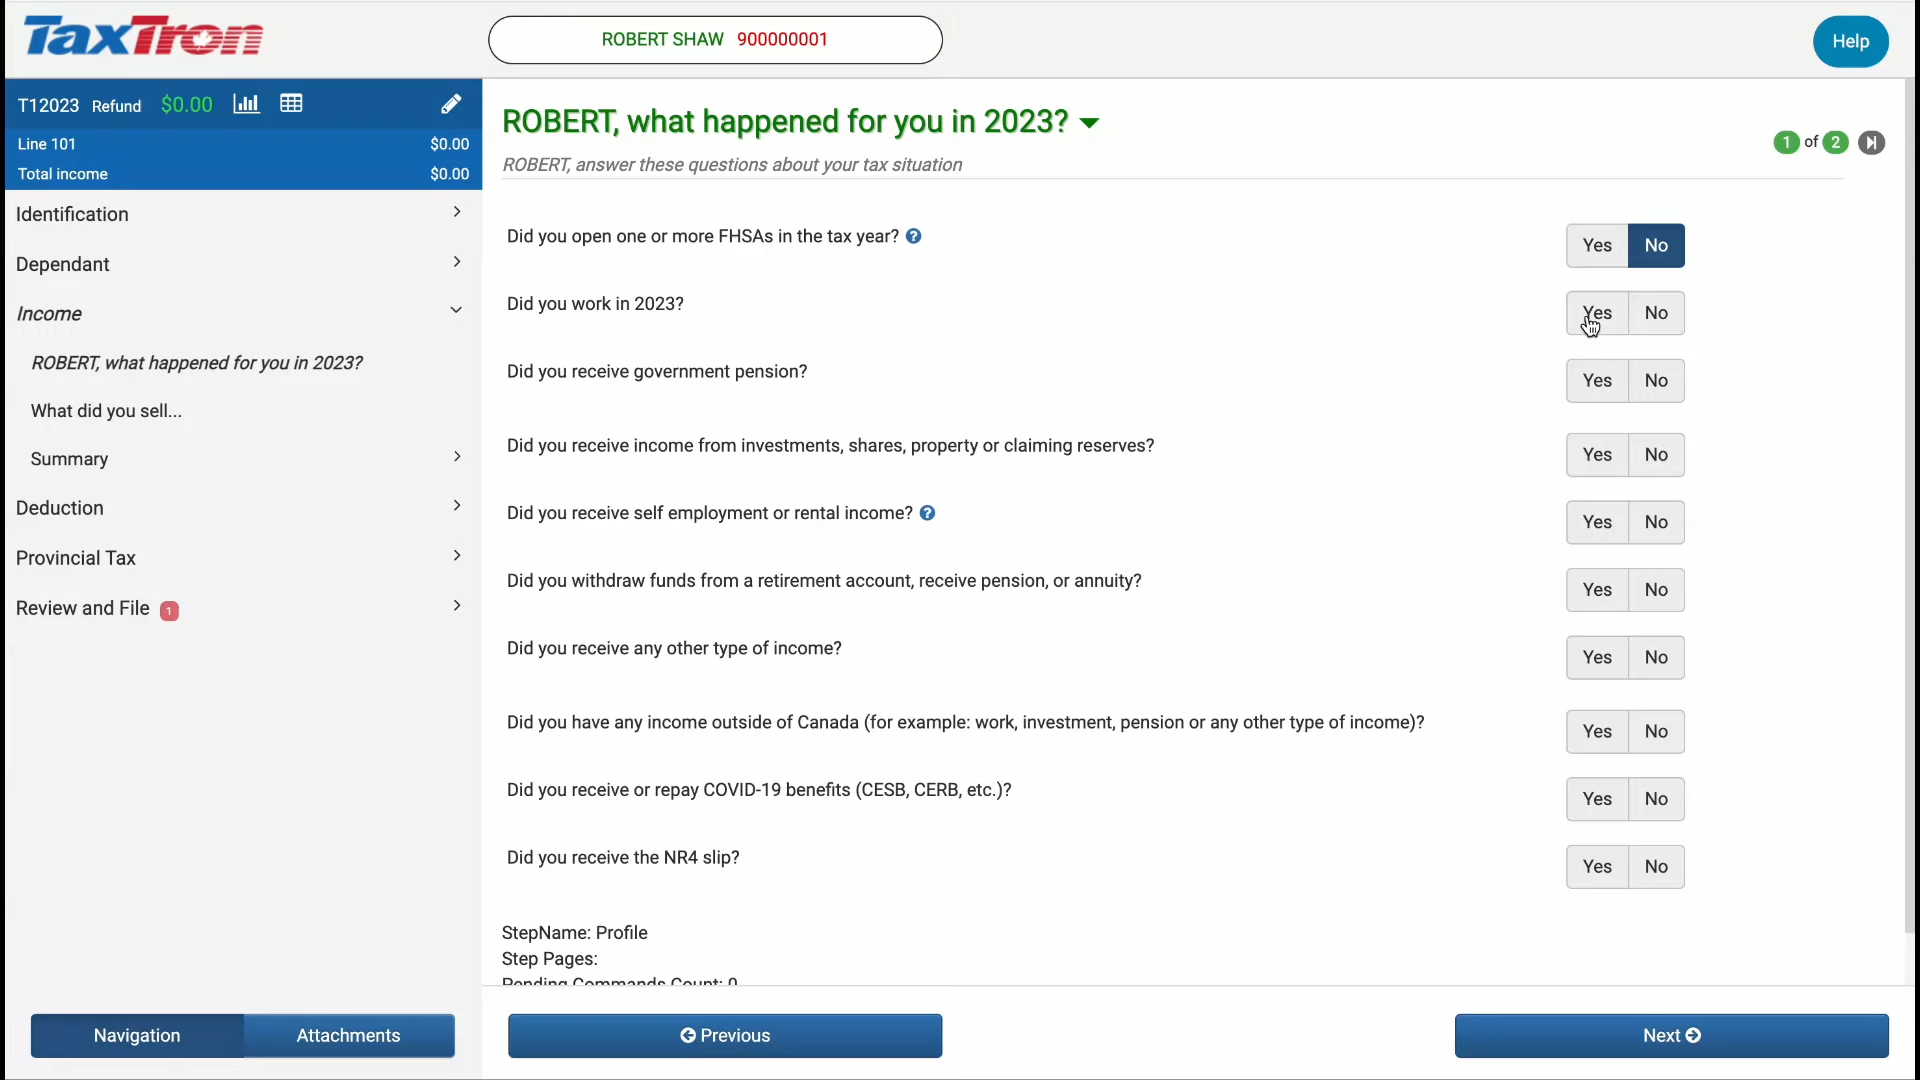 TaxTron
ROBERT SHAW 900000001
Help
T12023 Refund $0.00
Line 101 $0.00
Total income $0.00
Identification
Dependant
Income
ROBERT, what happened for you in 2023?
What did you sell...
Summary
Deduction
Provincial Tax
Review and File 1
Navigation Attachments
ROBERT, what happened for you in 2023?
ROBERT, answer these questions about your tax situation
1 of 2
Did you open one or more FHSAs in the tax year? Yes No
Did you work in 2023? Yes No
Did you receive government pension? Yes No
Did you receive income from investments, shares, property or claiming reserves? Yes No
Did you receive self employment or rental income? Yes No
Did you withdraw funds from a retirement account, receive pension, or annuity? Yes No
Did you receive any other type of income? Yes No
Did you have any income outside of Canada (for example: work, investment, pension or any other type of income)? Yes No
Did you receive or repay COVID-19 benefits (CESB, CERB, etc.)? Yes No
Did you receive the NR4 slip? Yes No
StepName: Profile
Step Pages:
Pending Commands Count: 0
Previous Next